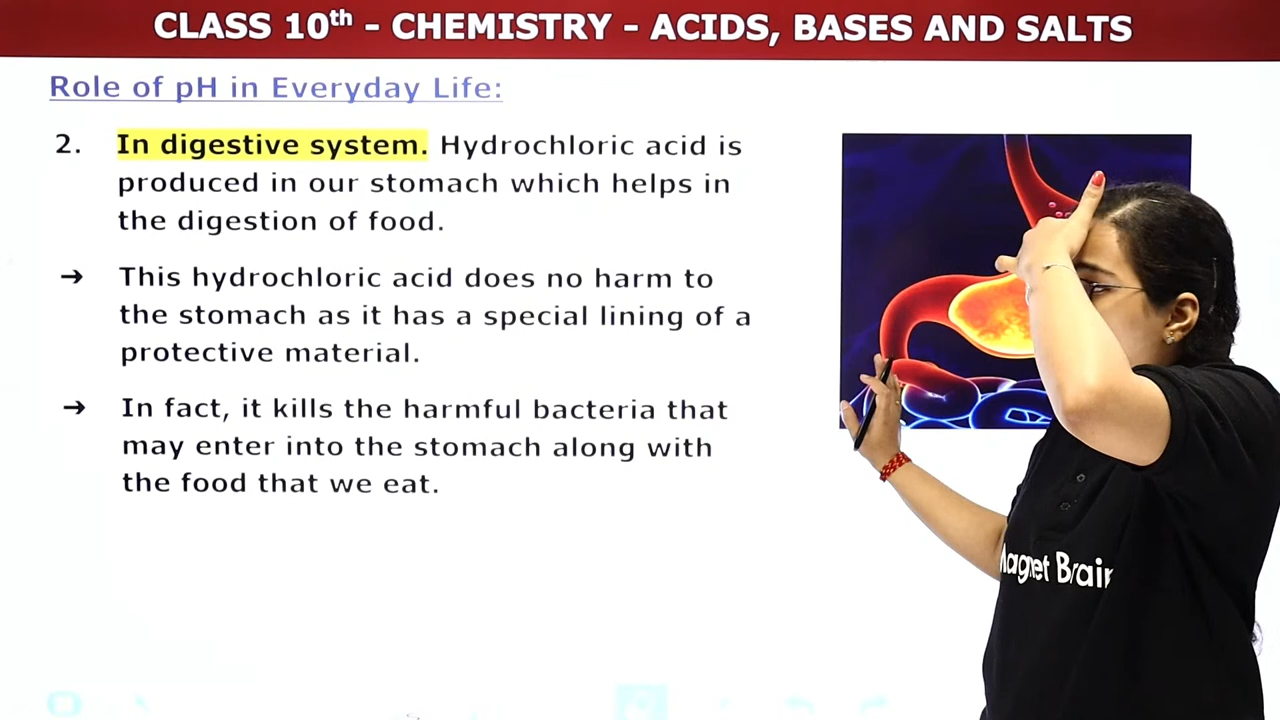 CLASS 10th - CHEMISTRY - ACIDS, BASES AND SALTS
Role of pH in Everyday Life:
2. In digestive system. Hydrochloric acid is
produced in our stomach which helps in
the digestion of food.
→ This hydrochloric acid does no harm to
the stomach as it has a special lining of a
protective material.
→ In fact, it kills the harmful bacteria that
may enter into the stomach along with
the food that we eat.
agnet Brain